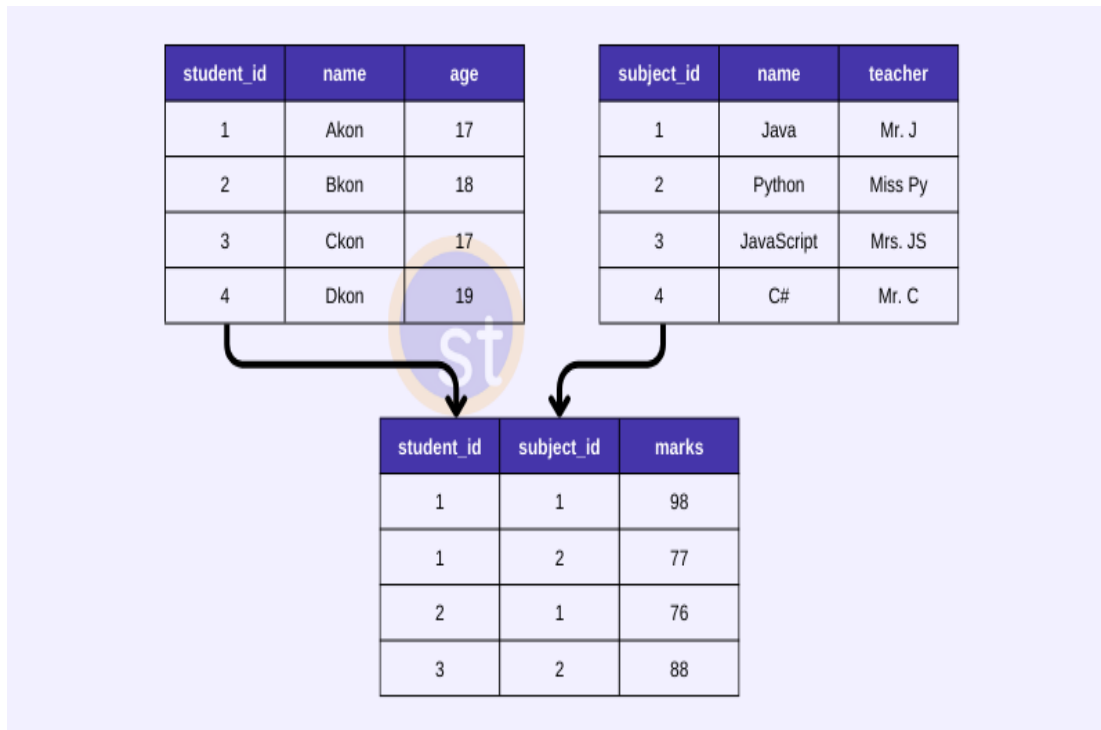 student_id name age
1 Akon 17
2 Bkon 18
3 Ckon 17
4 Dkon 19
subject_id name teacher
1 Java Mr. J
2 Python Miss Py
3 JavaScript Mrs. JS
4 C# Mr. C
st
student_id subject_id marks
1 1 98
1 2 77
2 1 76
3 2 88